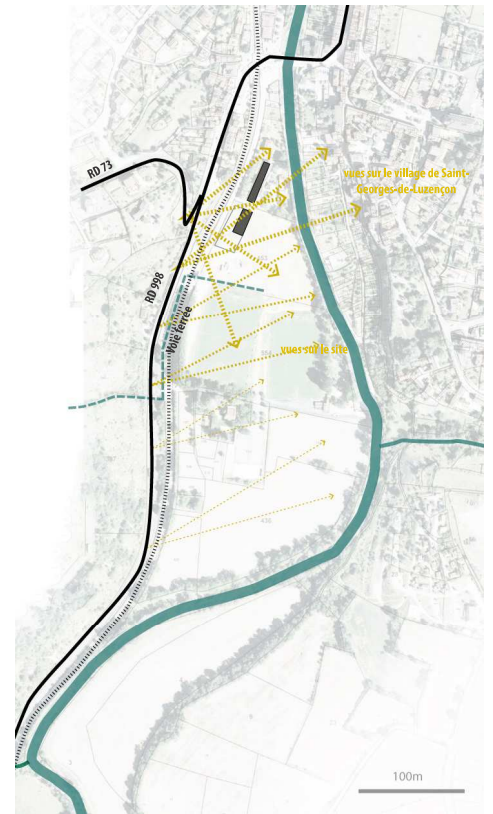 RD 73
vues sur le village de Saint-
Georges-de-Luzençon
RD 998
Voie ferrée
vues sur le site
100m